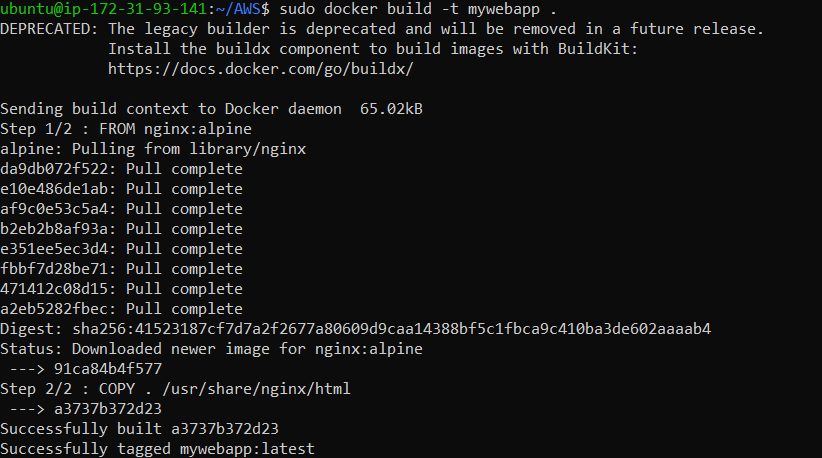 ubuntu@ip-172-31-93-141:~/AWS$ sudo docker build -t mywebapp .
DEPRECATED: The legacy builder is deprecated and will be removed in a future release.
            Install the buildx component to build images with BuildKit:
            https://docs.docker.com/go/buildx/

Sending build context to Docker daemon  65.02kB
Step 1/2 : FROM nginx:alpine
alpine: Pulling from library/nginx
da9db072f522: Pull complete
e10e486de1ab: Pull complete
af9c0e53c5a4: Pull complete
b2eb2b8af93a: Pull complete
e351ee5ec3d4: Pull complete
fbbf7d28be71: Pull complete
471412c08d15: Pull complete
a2eb5282fbec: Pull complete
Digest: sha256:41523187cf7d7a2f2677a80609d9caa14388bf5c1fbca9c410ba3de602aaaab4
Status: Downloaded newer image for nginx:alpine
 ---> 91ca84b4f577
Step 2/2 : COPY . /usr/share/nginx/html
 ---> a3737b372d23
Successfully built a3737b372d23
Successfully tagged mywebapp:latest